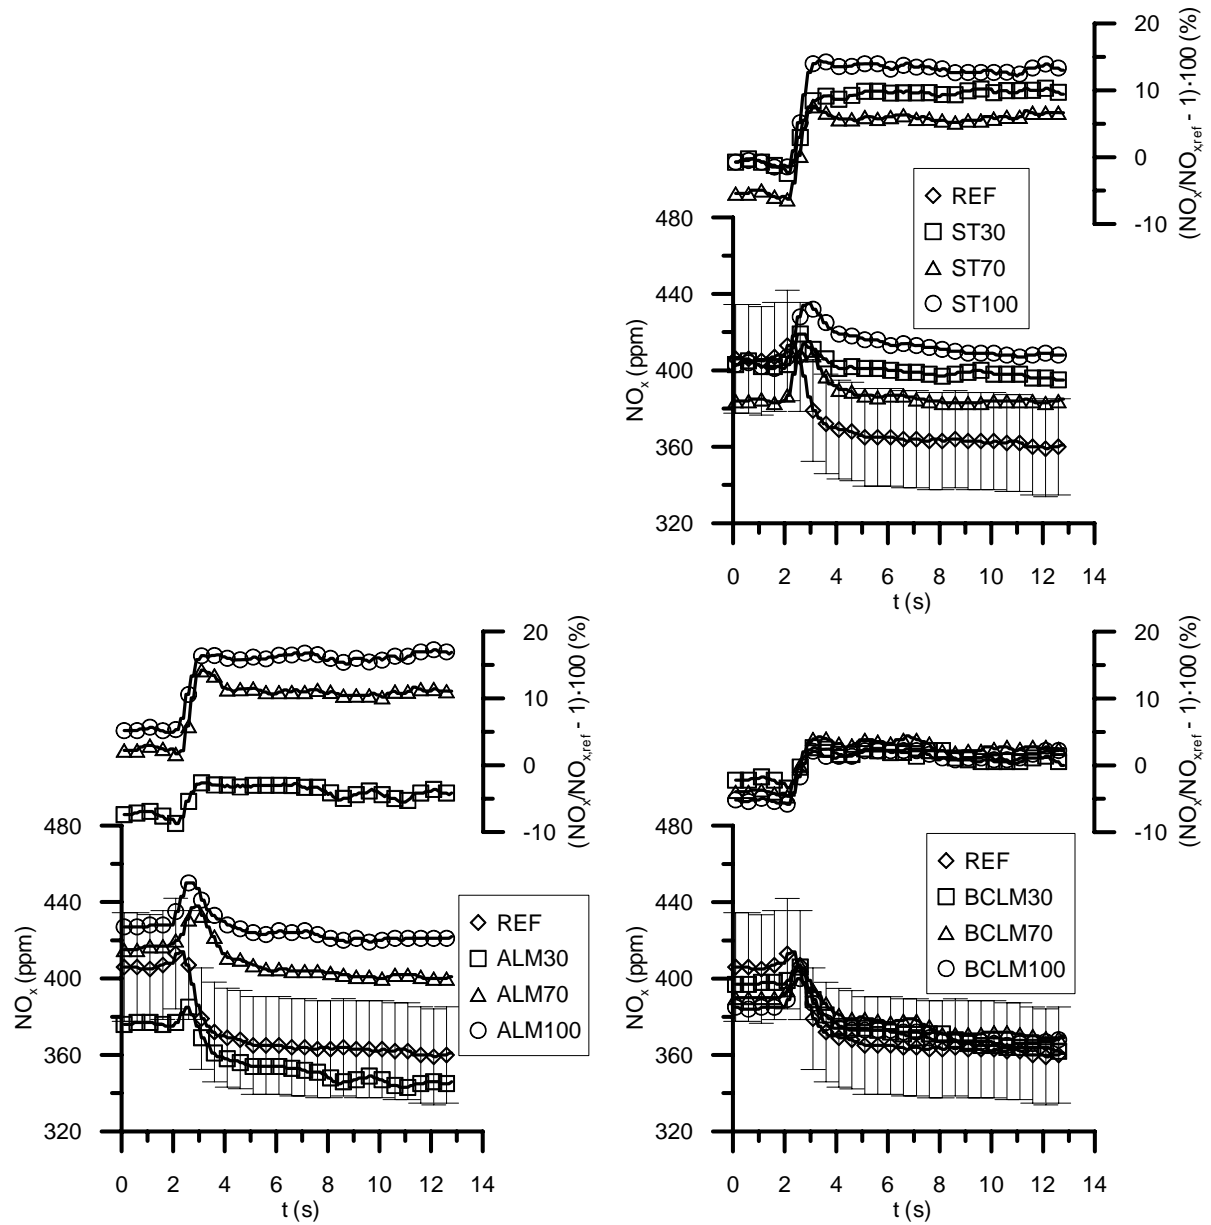 20
10
0
-10
(NOx/NOx,ref - 1)·100 (%)
REF
ST30
ST70
ST100
480
440
400
360
320
NOx (ppm)
0 2 4 6 8 10 12 14
t (s)
20
10
0
-10
(NOx/NOx,ref - 1)·100 (%)
480
440
400
360
320
NOx (ppm)
REF
ALM30
ALM70
ALM100
0 2 4 6 8 10 12 14
t (s)
20
10
0
-10
(NOx/NOx,ref - 1)·100 (%)
480
440
400
360
320
NOx (ppm)
REF
BCLM30
BCLM70
BCLM100
0 2 4 6 8 10 12 14
t (s)